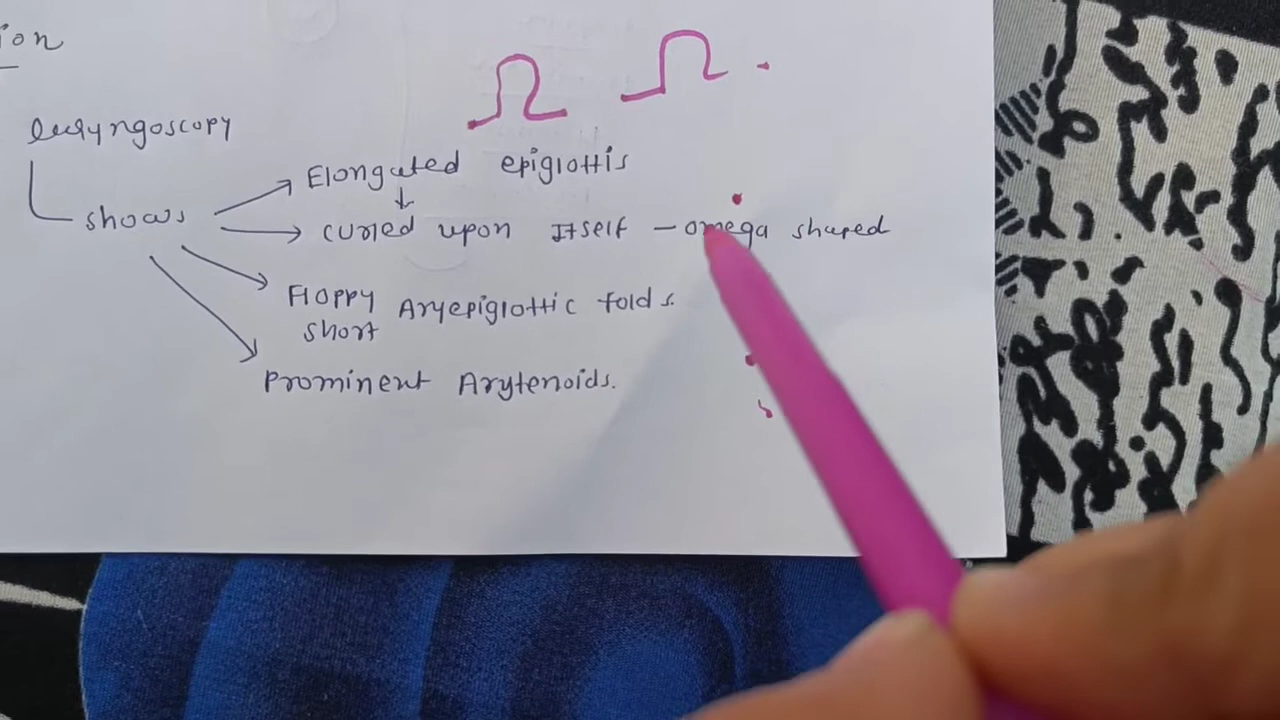 ion
laryngoscopy
shows
Elongated epiglottis
curled upon Itself - omega shaped
Floppy Aryepiglottic folds.
short
Prominent Arytenoids.